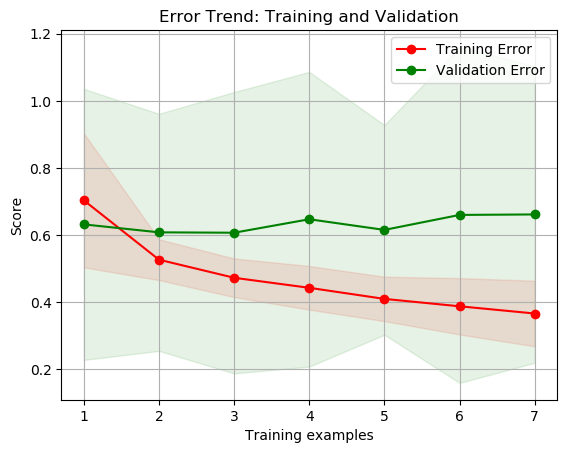 Error Trend: Training and Validation
Training Error
Validation Error
1.2
1.0
0.8
0.6
0.4
0.2
Score
1 2 3 4 5 6 7
Training examples